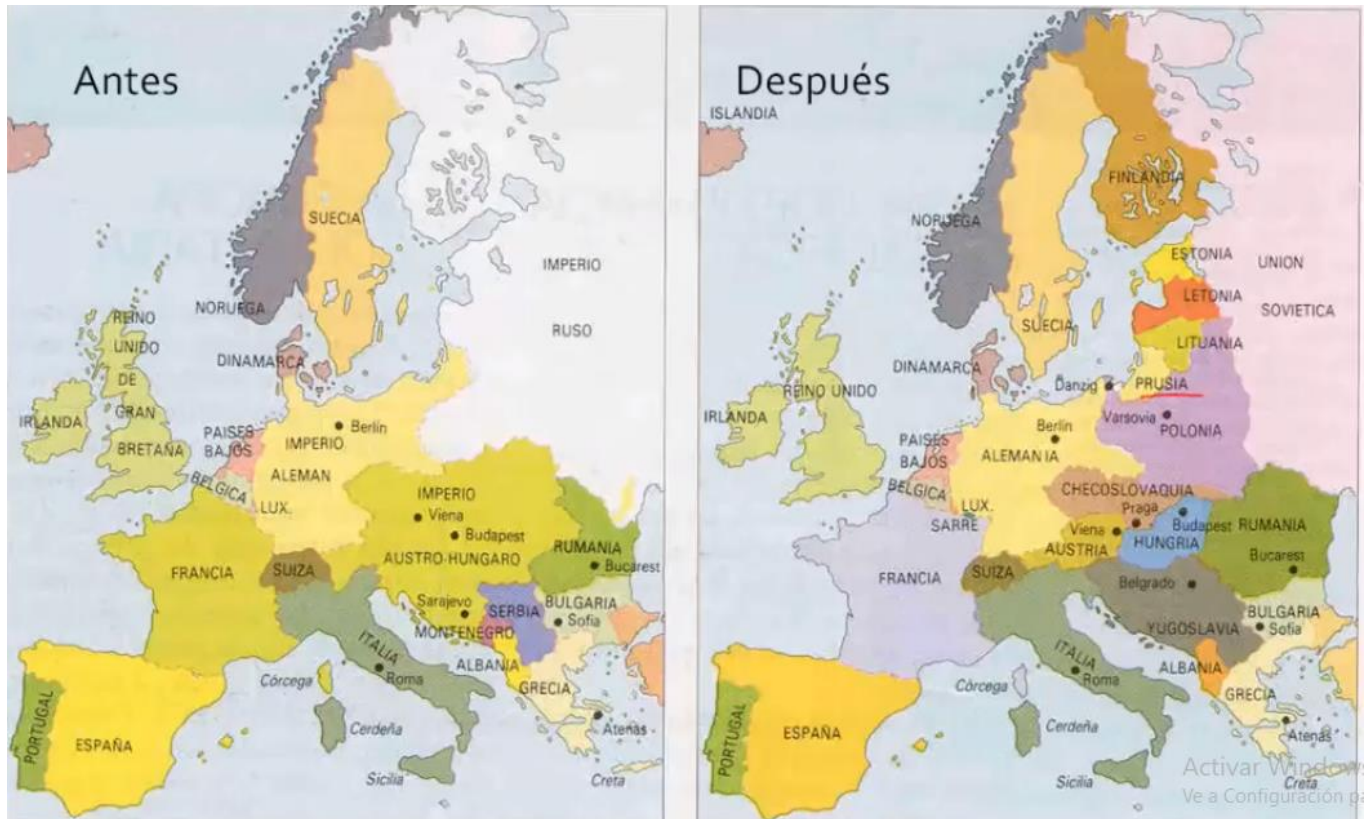 Antes
SUECIA
IMPERIO
RUSO
NORUEGA
REINO
UNIDO
DE
GRAN
BRETAÑA
IRLANDA
DINAMARCA
PAISES
BAJOS
BELGICA
LUX.
IMPERIO
ALEMAN
Berlín
IMPERIO
Viena
Budapest
AUSTRO-HUNGARO
FRANCIA
SUIZA
RUMANIA
Bucarest
Sarajevo
SERBIA
BULGARIA
Sofia
MONTENEGRO
ITALIA
Roma
ALBANIA
GRECIA
Córcega
Cerdeña
Atenas
PORTUGAL
ESPAÑA
Sicilia
Creta
Después
ISLANDIA
FINLANDIA
NORUEGA
ESTONIA
UNION
SOVIETICA
LETONIA
SUECIA
LITUANIA
DINAMARCA
Danzig
PRUSIA
REINO UNIDO
IRLANDA
Varsovia
POLONIA
PAISES
BAJOS
Berlín
ALEMANIA
BELGICA
LUX.
SARRE
CHECOSLOVAQUIA
Praga
Viena
Budapest
HUNGRIA
AUSTRIA
RUMANIA
Bucarest
FRANCIA
SUIZA
Belgrado
YUGOSLAVIA
BULGARIA
Sofia
ITALIA
Roma
ALBANIA
GRECIA
Córcega
Cerdeña
Atenas
PORTUGAL
ESPAÑA
Sicilia
Creta
Activar Windows
Ve a Configuración pa